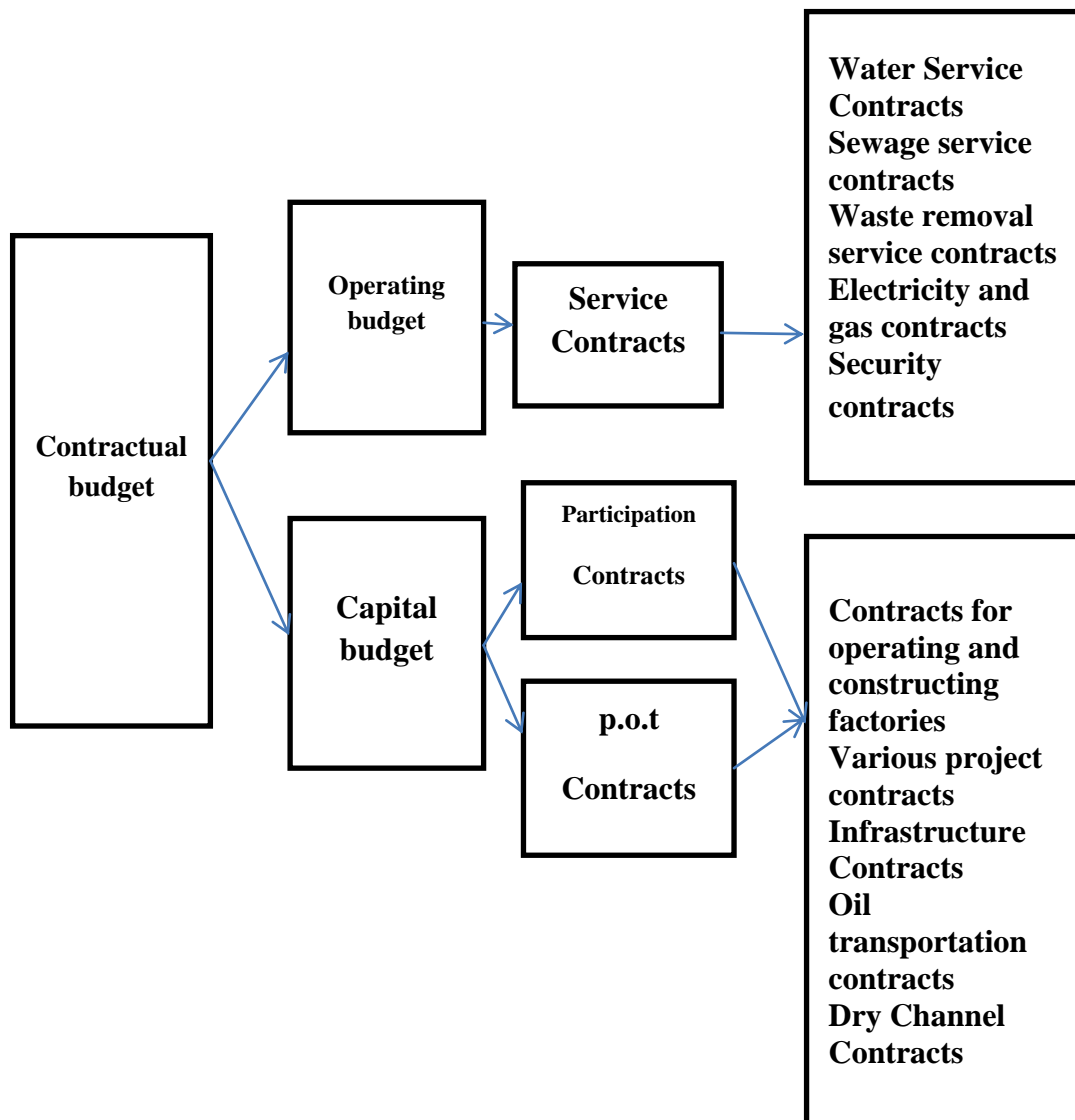 Contractual
budget
Operating
budget
Service
Contracts
Water Service
Contracts
Sewage service
contracts
Waste removal
service contracts
Electricity and
gas contracts
Security
contracts
Capital
budget
Participation
Contracts
p.o.t
Contracts
Contracts for
operating and
constructing
factories
Various project
contracts
Infrastructure
Contracts
Oil
transportation
contracts
Dry Channel
Contracts